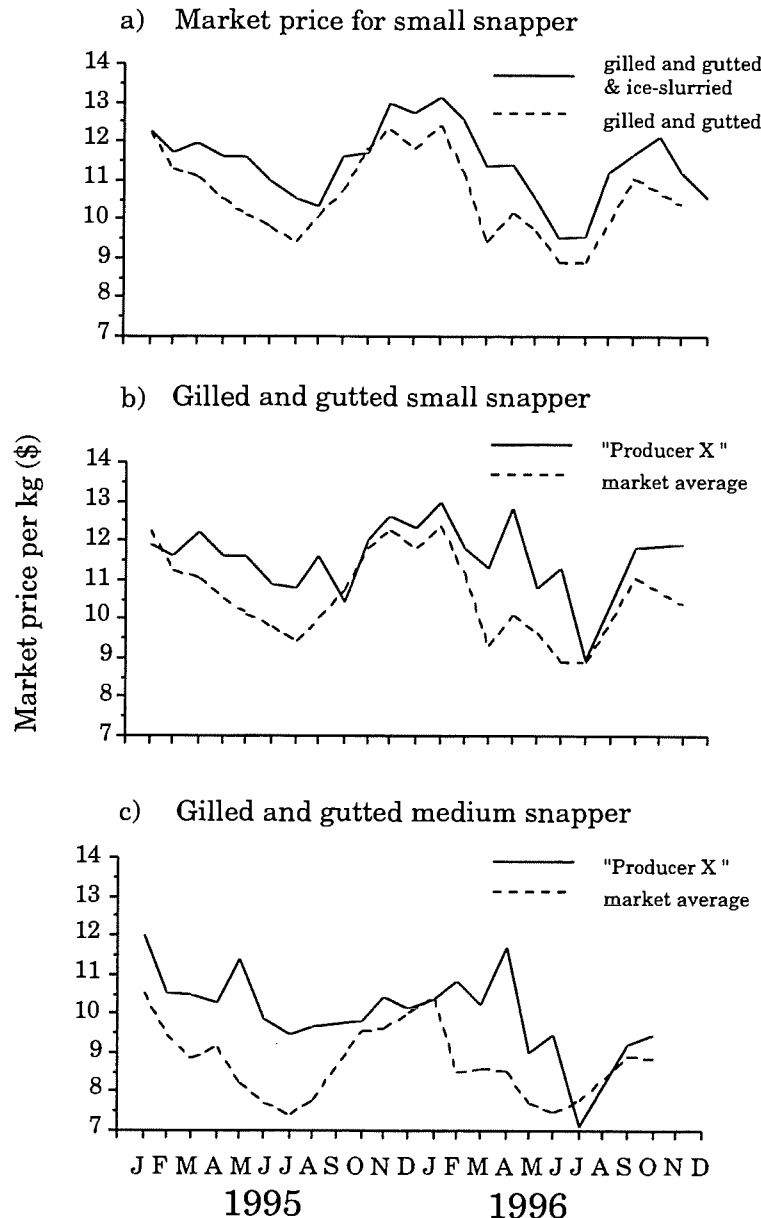 a) Market price for small snapper
14
13
12
11
10
9
8
7
gilled and gutted
& ice-slurried
gilled and gutted
b) Gilled and gutted small snapper
14
13
12
11
10
9
8
7
"Producer X "
market average
Market price per kg ($)
c) Gilled and gutted medium snapper
14
13
12
11
10
9
8
7
"Producer X "
market average
J F M A M J J A S O N D J F M A M J J A S O N D
1995 1996